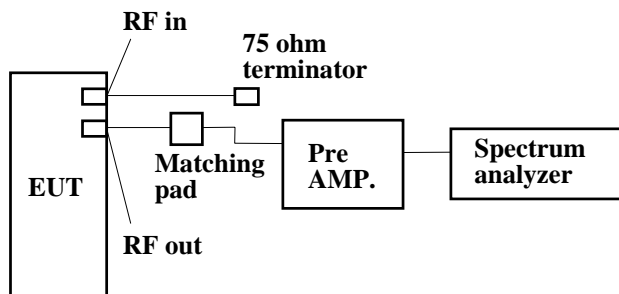 RF in
75 ohm
terminator
Matching
pad
Pre
AMP.
Spectrum
analyzer
EUT
RF out